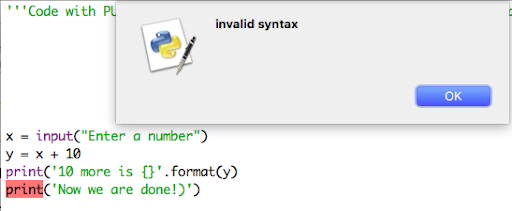 '''Code with PU
invalid syntax
OK
x = input("Enter a number")
y = x + 10
print('10 more is {}'.format(y)
print('Now we are done!)')